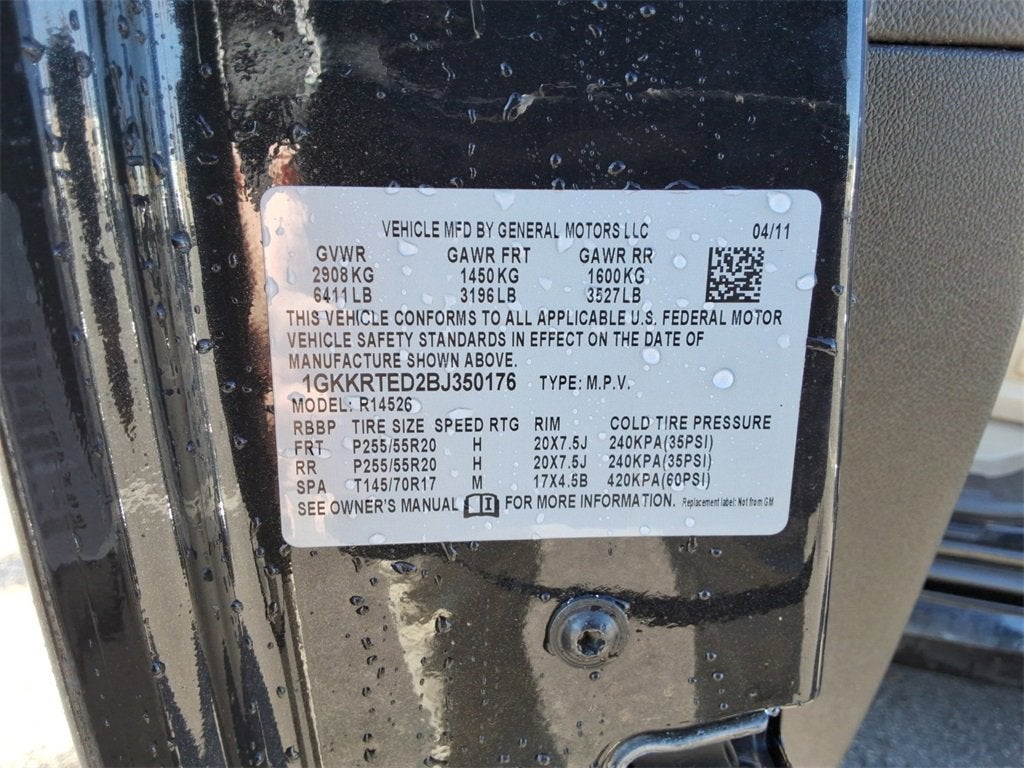 VEHICLE MFD BY GENERAL MOTORS LLC 04/11
GVWR GAWR FRT GAWR RR
2908KG 1450KG 1600KG
6411LB 3196LB 3527LB
THIS VEHICLE CONFORMS TO ALL APPLICABLE U.S. FEDERAL MOTOR
VEHICLE SAFETY STANDARDS IN EFFECT ON THE DATE OF
MANUFACTURE SHOWN ABOVE.
1GKKRTED2BJ350176 TYPE: M.P.V.
MODEL: R14526
RBBP TIRE SIZE SPEED RTG RIM COLD TIRE PRESSURE
FRT P255/55R20 H 20X7.5J 240KPA(35PSI)
RR P255/55R20 H 20X7.5J 240KPA(35PSI)
SPA T145/70R17 M 17X4.5B 420KPA(60PSI)
SEE OWNER'S MANUAL i FOR MORE INFORMATION. Replacement label: Not from GM